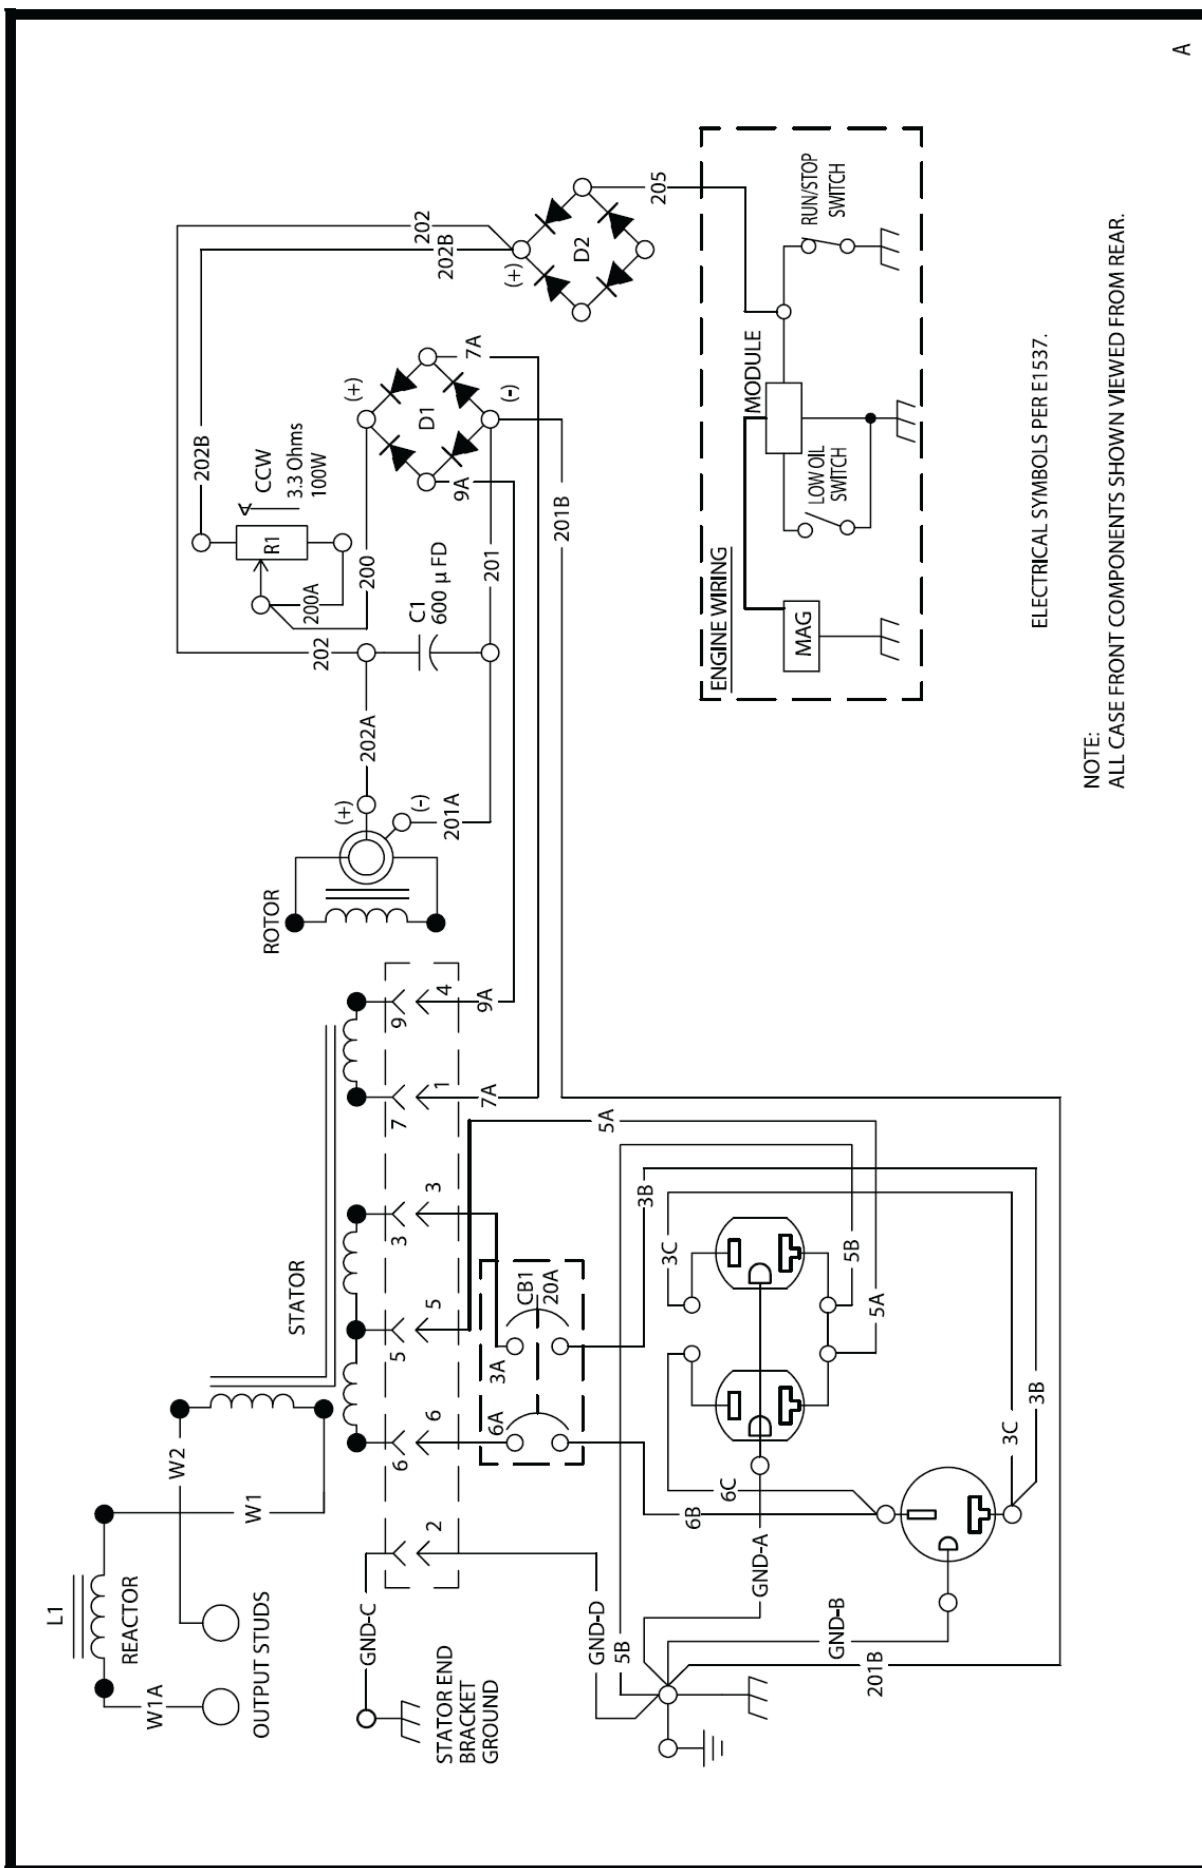 A
L1
REACTOR
W1A
OUTPUT STUDS
W2
W1
STATOR
ROTOR
(+)
(-)
202A
201A
202
202
202B
202B
CCW
3.3 Ohms
100W
R1
200A
200
C1
600 µ FD
201
201B
(+)
D1
(-)
7A
9A
(+)
D2
205
GND-C
STATOR END
BRACKET
GROUND
2
6
6
5
5
3
3
7
1
9
4
9A
7A
6A
3A
CB1
20A
5A
3B
3C
5B
5A
6C
6B
GND-A
GND-D
5B
GND-B
201B
3C
3B
ENGINE WIRING
MAG
MODULE
LOW OIL
SWITCH
RUN/STOP
SWITCH
ELECTRICAL SYMBOLS PER E1537.
NOTE:
ALL CASE FRONT COMPONENTS SHOWN VIEWED FROM REAR.